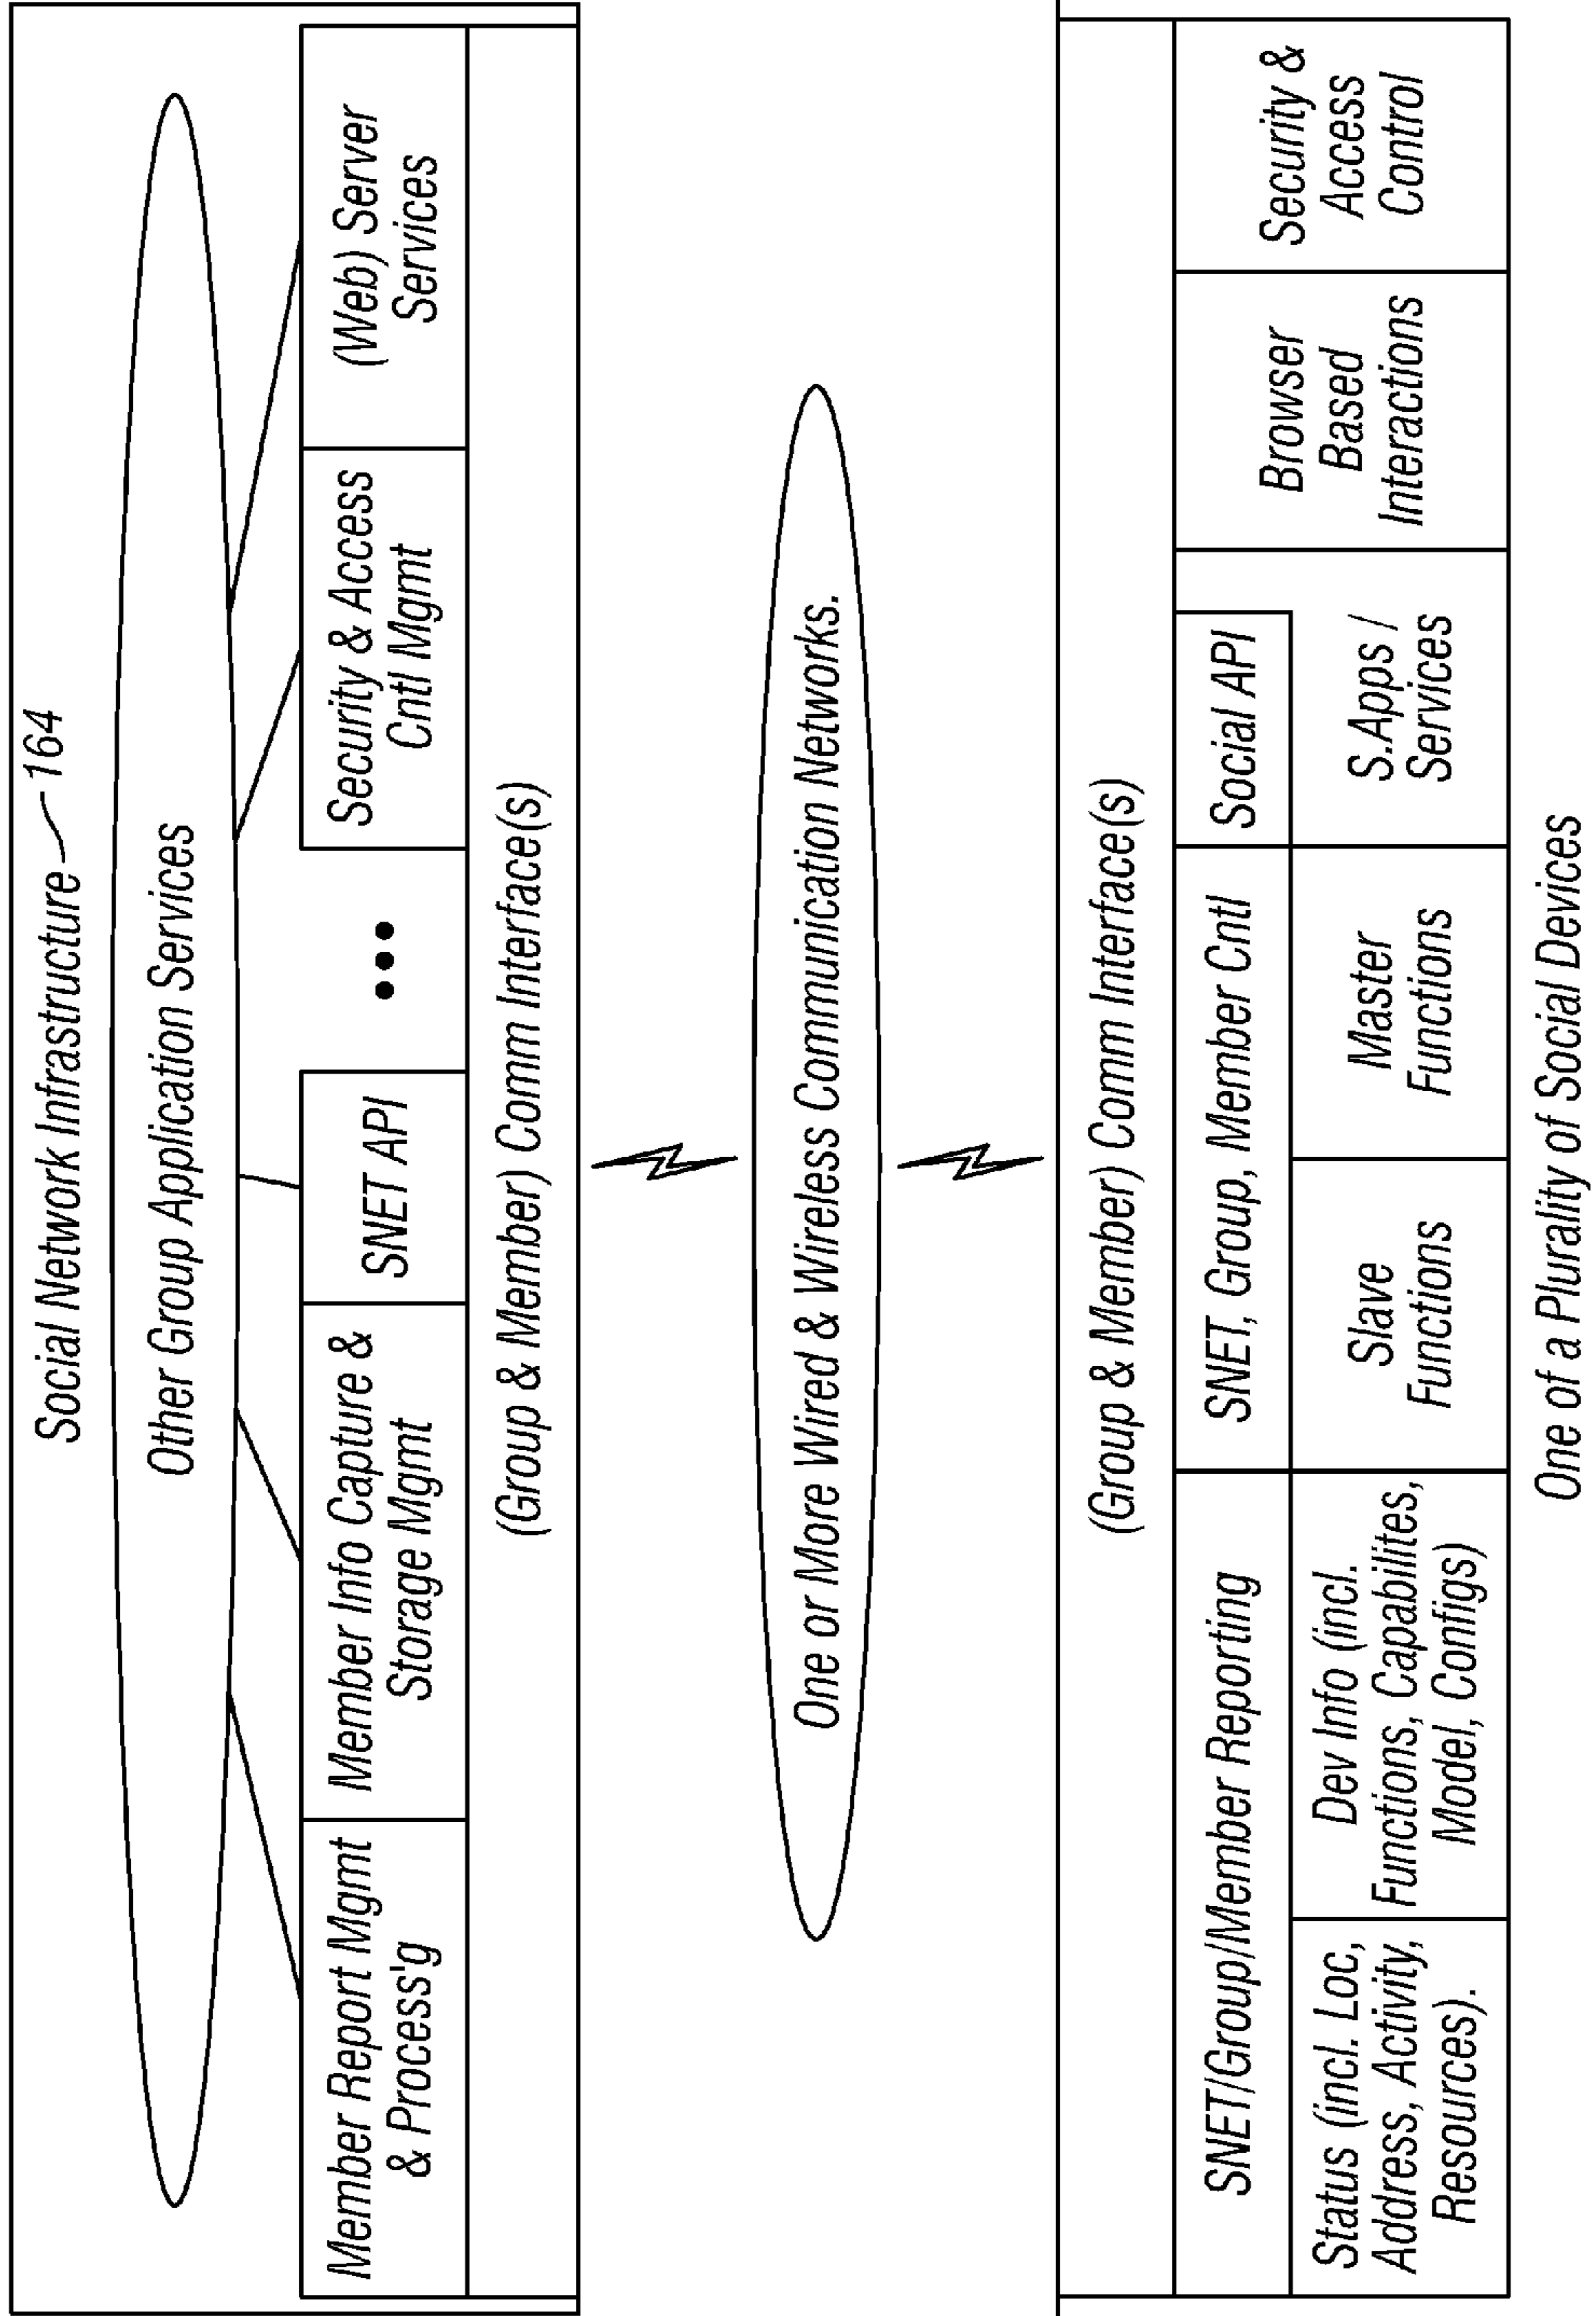 Social Network Infrastructure 164
Other Group Application Services
Member Report Mgmt
& Process'g
Member Info Capture &
Storage Mgmt
SNET API
Security & Access
Cntl Mgmt
(Web) Server
Services
(Group & Member) Comm Interface(s)
One or More Wired & Wireless Communication Networks.
(Group & Member) Comm Interface(s)
SNET/Group/Member Reporting
SNET, Group, Member Cntl
Social API
Status (incl. Loc,
Address, Activity,
Resources).
Dev Info (incl.
Functions, Capabilites,
Model, Configs)
Slave
Functions
Master
Functions
S.Apps /
Services
Browser
Based
Interactions
Security &
Access
Control
One of a Plurality of Social Devices